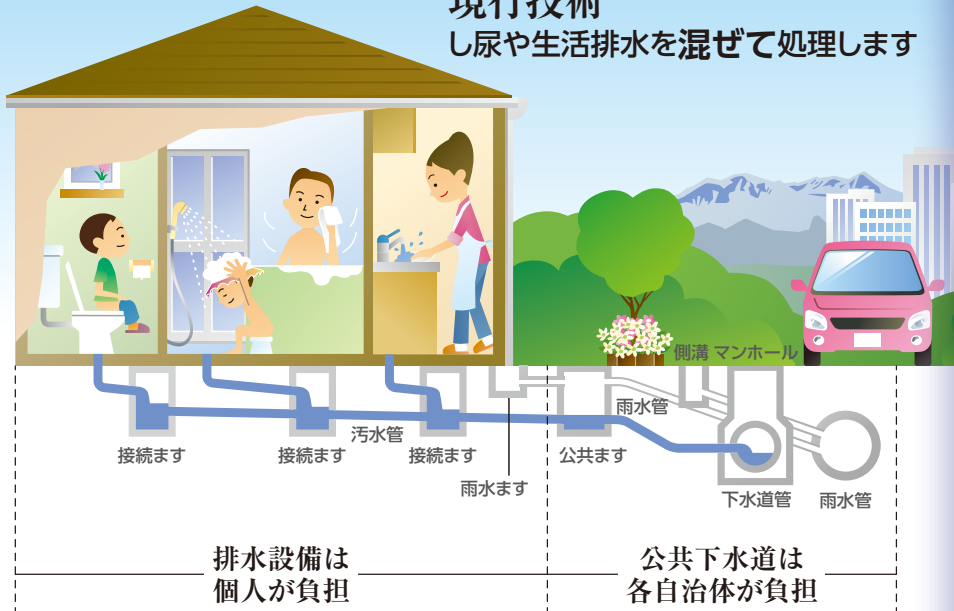 現行技術
し尿や生活排水を混ぜて処理します
側溝 マンホール
雨水管
汚水管
接続ます
接続ます
接続ます
公共ます
雨水ます
下水道管
雨水管
排水設備は
個人が負担
公共下水道は
各自治体が負担